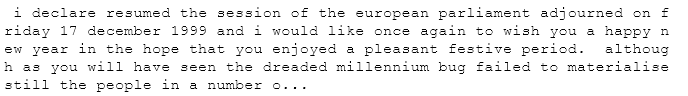 i declare resumed the session of the european parliament adjourned on f
riday 17 december 1999 and i would like once again to wish you a happy n
ew year in the hope that you enjoyed a pleasant festive period.  althoug
h as you will have seen the dreaded millennium bug failed to materialise
still the people in a number o...